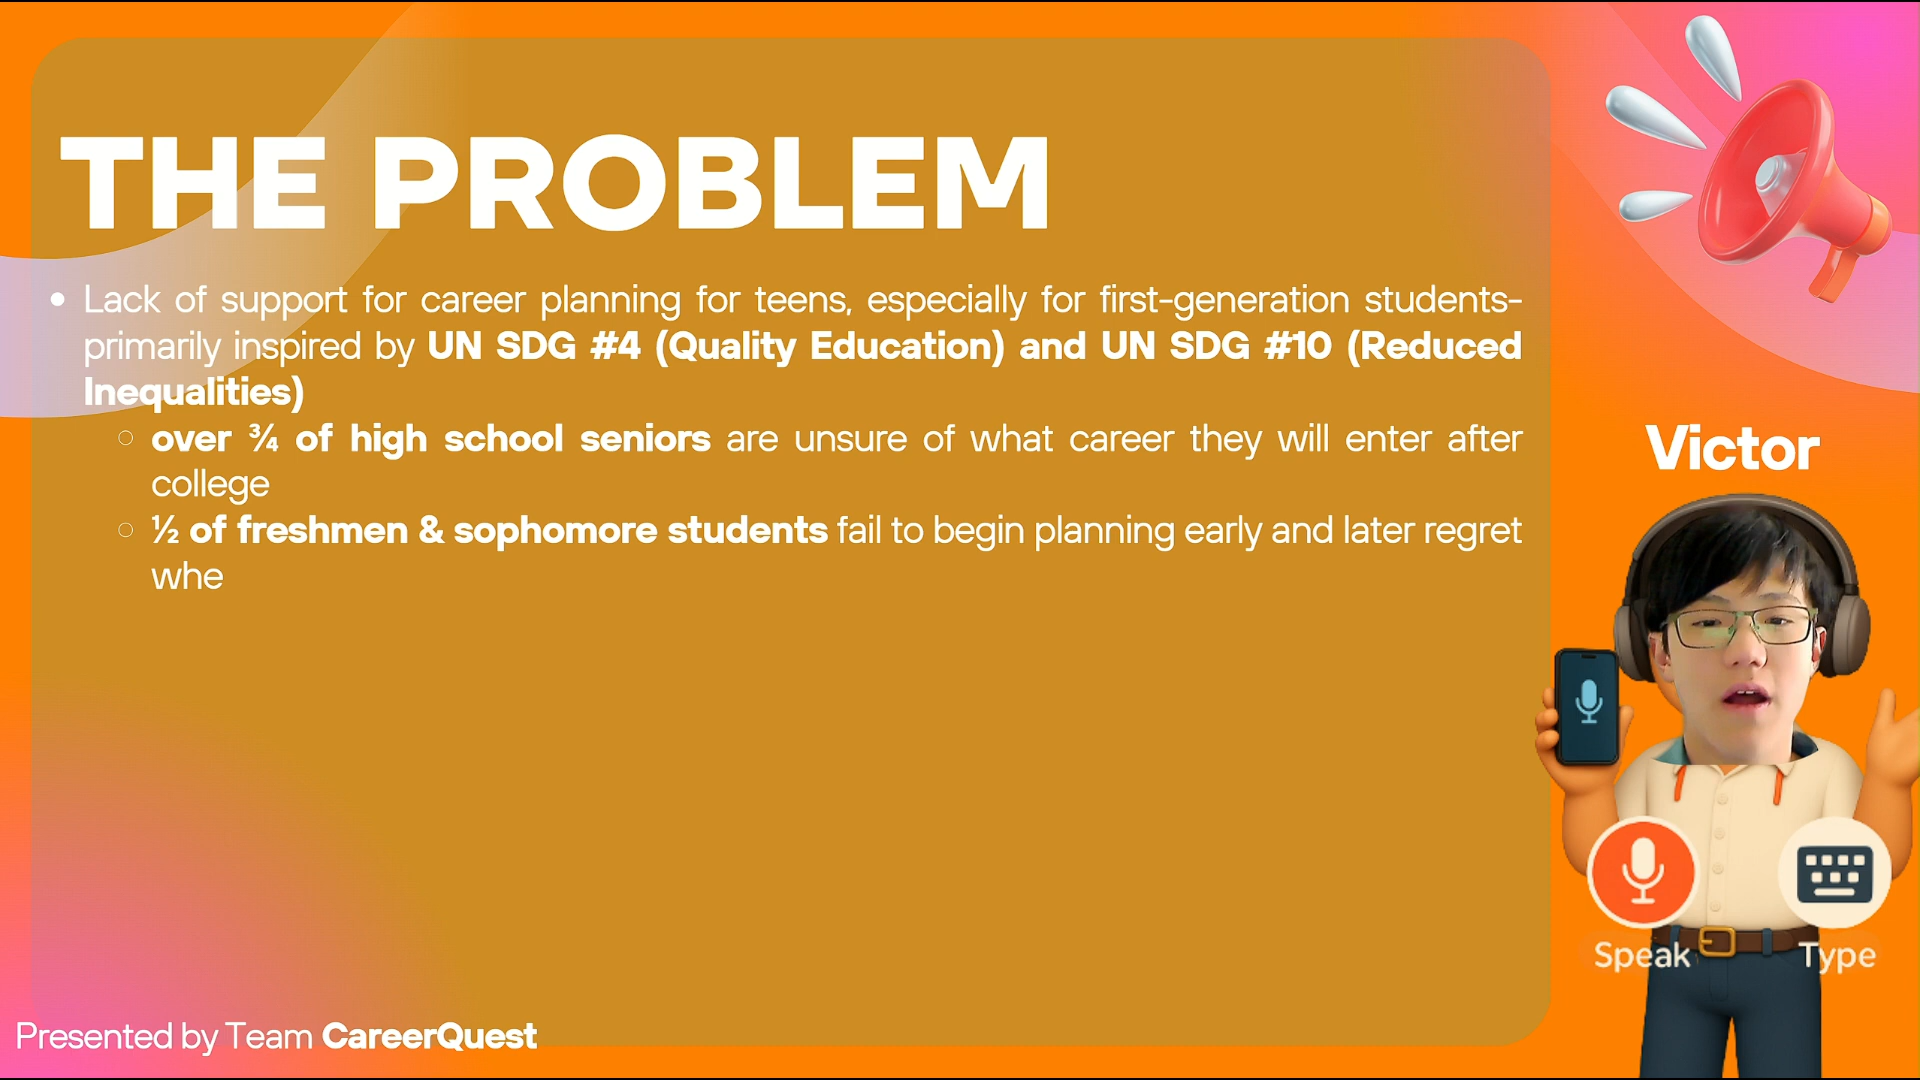 THE PROBLEM
• Lack of support for career planning for teens, especially for first-generation students-
primarily inspired by UN SDG #4 (Quality Education) and UN SDG #10 (Reduced
Inequalities)
○ over ¾ of high school seniors are unsure of what career they will enter after
college
○ ½ of freshmen & sophomore students fail to begin planning early and later regret
whe
Victor
Speak
Type
Presented by Team CareerQuest